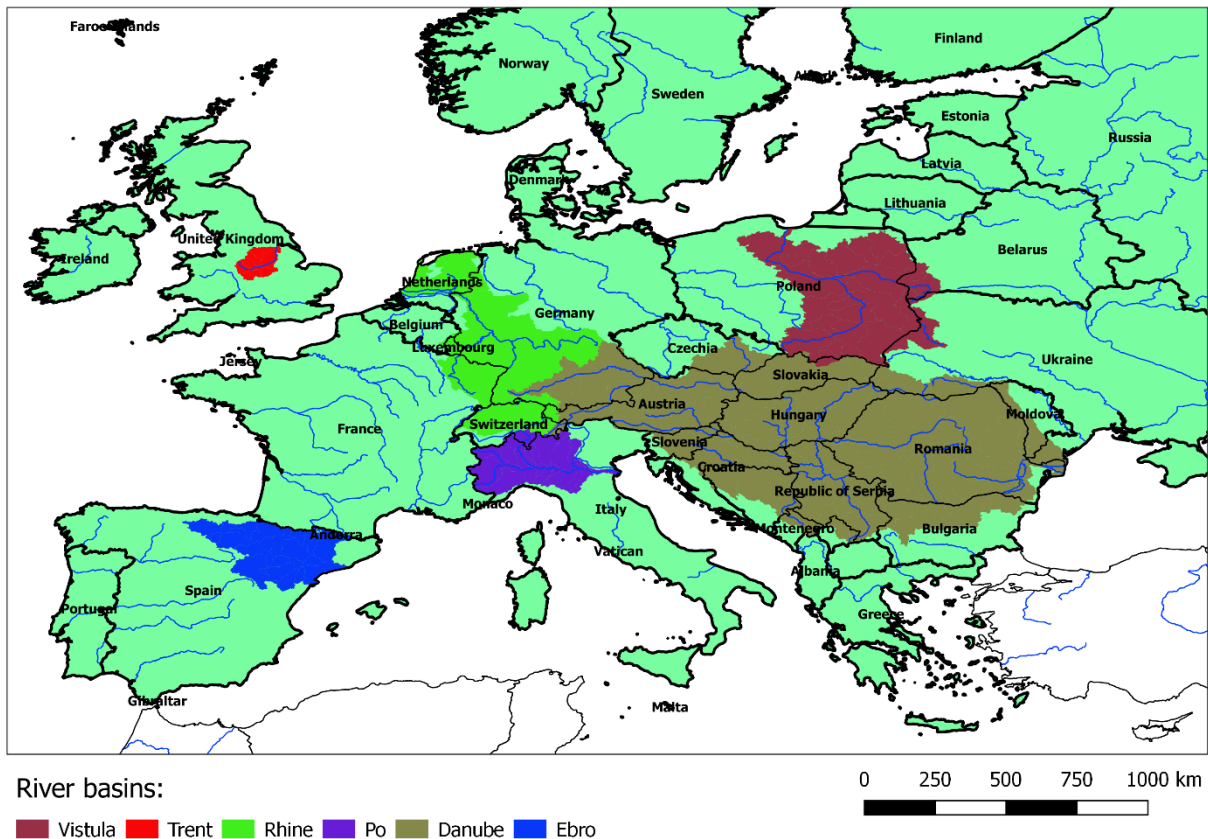 Faroe Islands
Finland
Norway
Sweden
Estonia
Russia
Latvia
Denmark
Lithuania
United Kingdom
Ireland
Belarus
Netherlands
Poland
Germany
Belgium
Luxembourg
Czechia
Jersey
Ukraine
Slovakia
Austria
Hungary
Moldova
France
Switzerland
Slovenia
Romania
Croatia
Republic of Serbia
Monaco
Italy
Montenegro
Bulgaria
Andorra
Vatican
Albania
Spain
Portugal
Greece
Gibraltar
Malta
River basins:
0 250 500 750 1000 km
Vistula Trent Rhine Po Danube Ebro